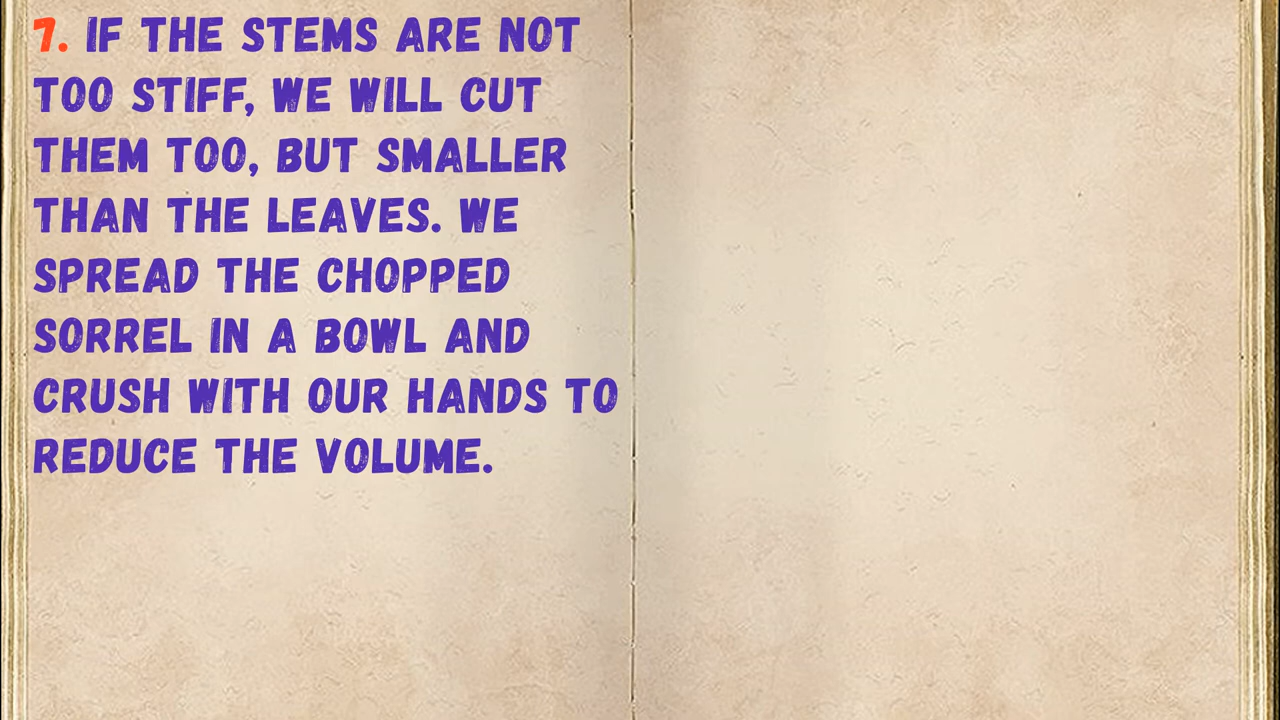 7. IF THE STEMS ARE NOT
TOO STIFF, WE WILL CUT
THEM TOO, BUT SMALLER
THAN THE LEAVES. WE
SPREAD THE CHOPPED
SORREL IN A BOWL AND
CRUSH WITH OUR HANDS TO
REDUCE THE VOLUME.